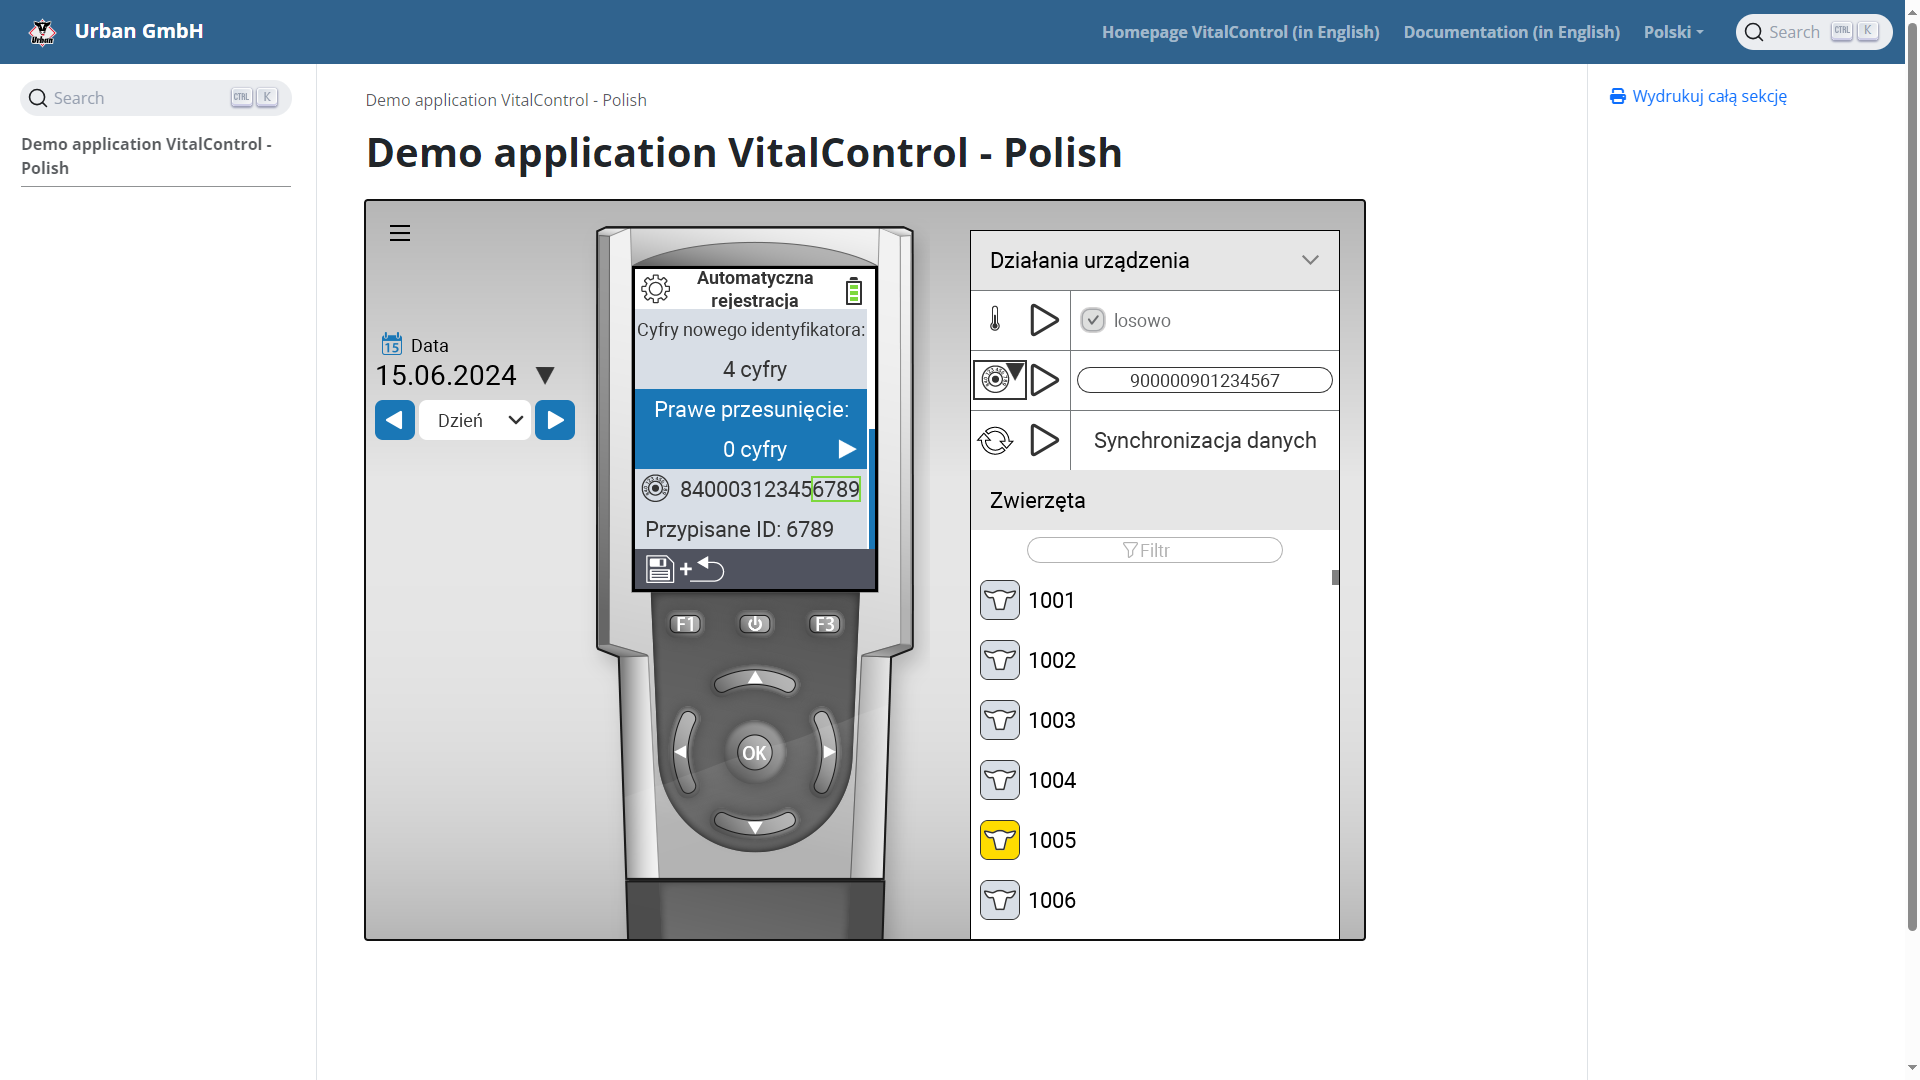 Urban GmbH
Homepage VitalControl (in English)
Documentation (in English)
Polski
Search
CTRL K
Search
CTRL K
Demo application VitalControl -
Polish
Demo application VitalControl - Polish
Demo application VitalControl - Polish
Wydrukuj całą sekcję
15
Data
15.06.2024
Dzień
Automatyczna
rejestracja
Cyfry nowego identyfikatora:
4 cyfry
Prawe przesunięcie:
0 cyfry
840003123456789
Przypisane ID: 6789
+
F1
F3
OK
Działania urządzenia
losowo
900000901234567
Synchronizacja danych
Zwierzęta
Filtr
1001
1002
1003
1004
1005
1006